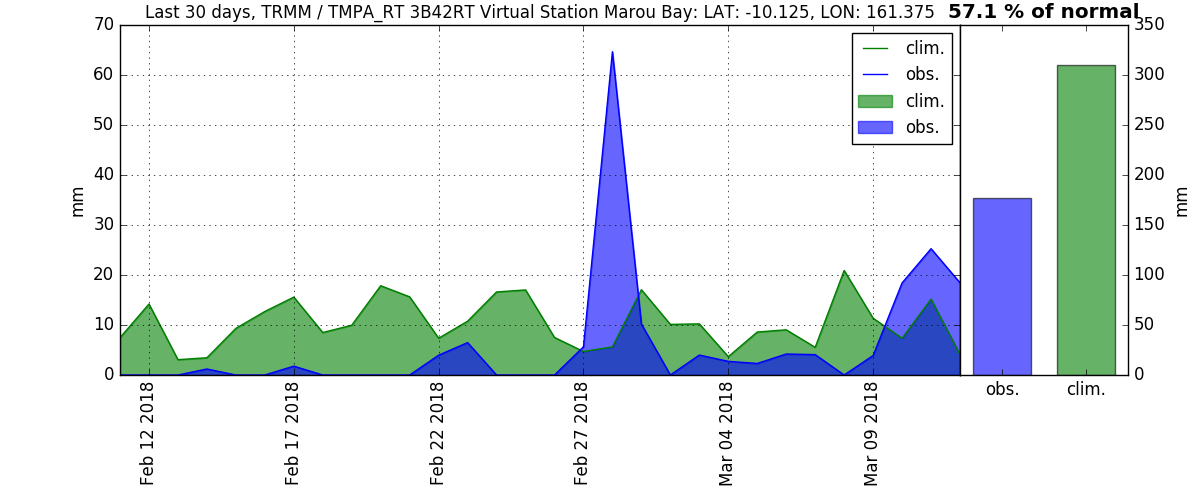 Last 30 days, TRMM / TMPA_RT 3B42RT Virtual Station Marou Bay: LAT: -10.125, LON: 161.375
57.1 % of normal
70
60
50
40
30
20
10
0
mm
clim.
obs.
clim.
obs.
Feb 12 2018
Feb 17 2018
Feb 22 2018
Feb 27 2018
Mar 04 2018
Mar 09 2018
350
300
250
200
150
100
50
0
mm
obs.
clim.